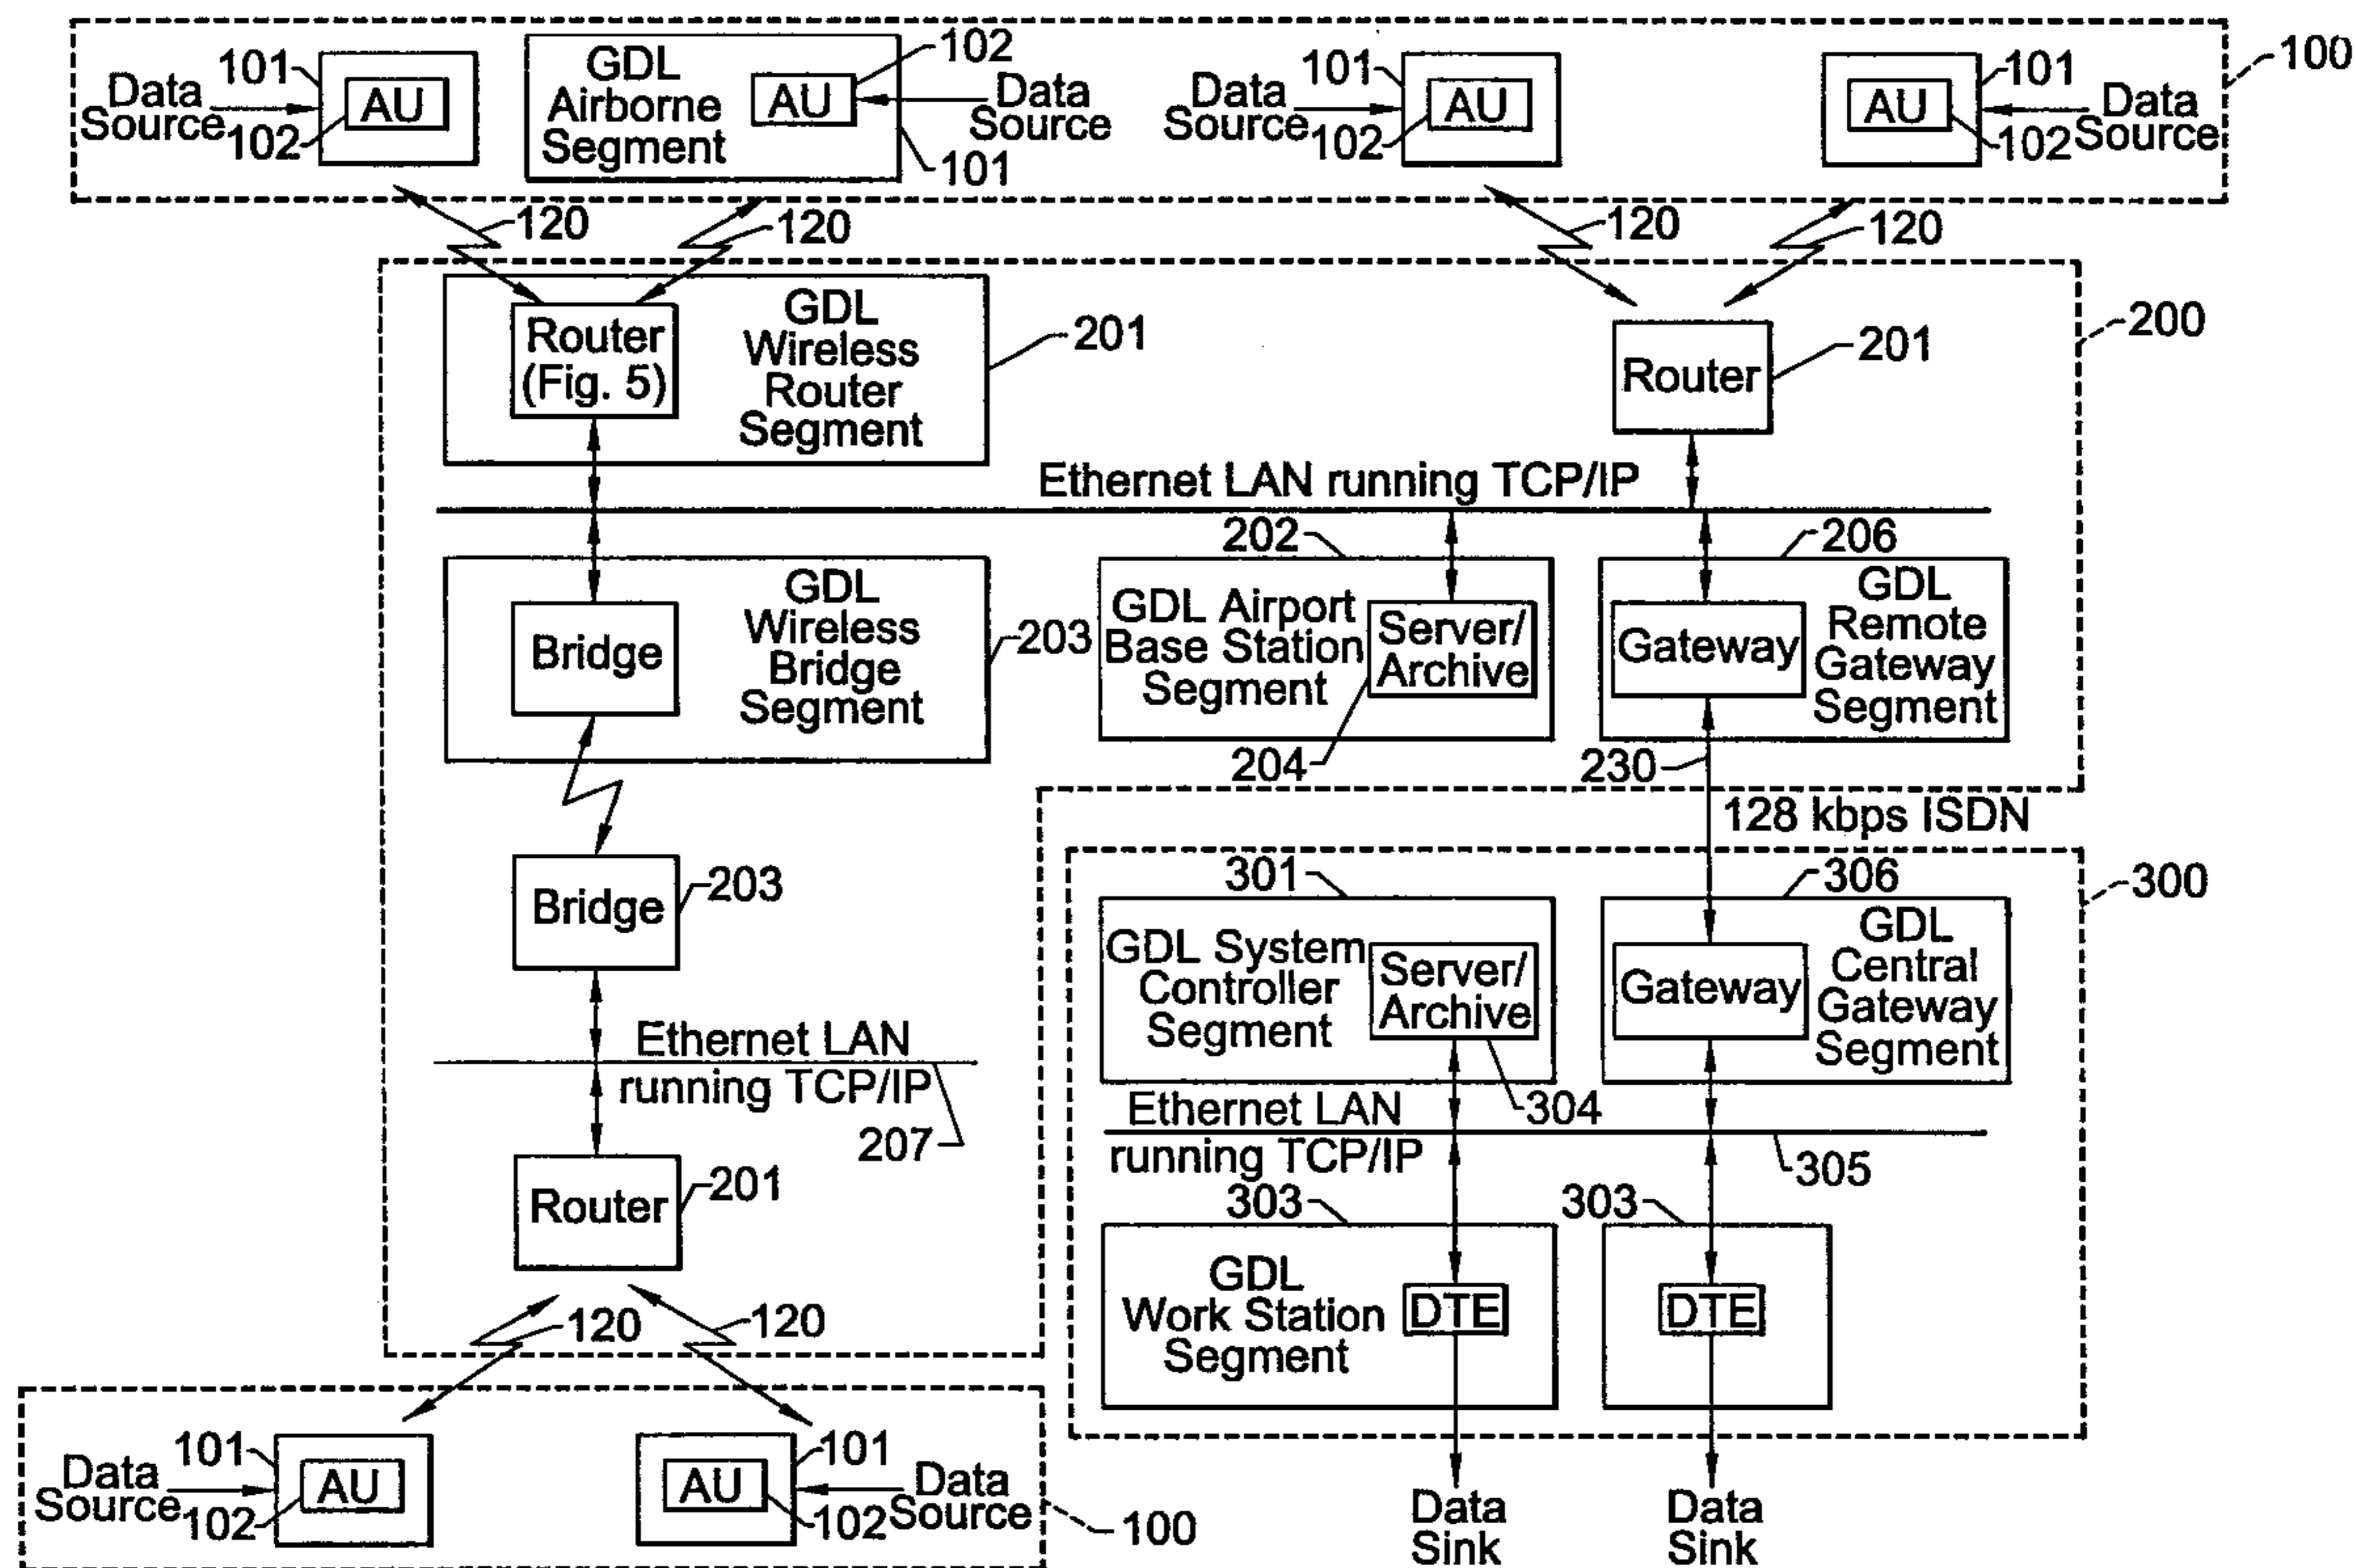 101
Data
Source
102
AU
GDL
Airborne
Segment
AU
102
Data
Source
101
Data
Source
101
102
AU
AU
101
102
Data
Source
100
120
120
120
120
Router
(Fig. 5)
GDL
Wireless
Router
Segment
201
Router
201
200
Ethernet LAN running TCP/IP
Bridge
GDL
Wireless
Bridge
Segment
203
202
GDL Airport
Base Station
Segment
Server/
Archive
204
206
Gateway
GDL
Remote
Gateway
Segment
230
128 kbps ISDN
Bridge
203
Ethernet LAN
running TCP/IP
207
Router
201
120
120
301
GDL System
Controller
Segment
Server/
Archive
304
306
Gateway
GDL
Central
Gateway
Segment
300
Ethernet LAN
running TCP/IP
305
303
GDL
Work Station
Segment
DTE
303
DTE
Data
Sink
Data
Sink
Data
Source
101
102
AU
AU
101
102
Data
Source
100